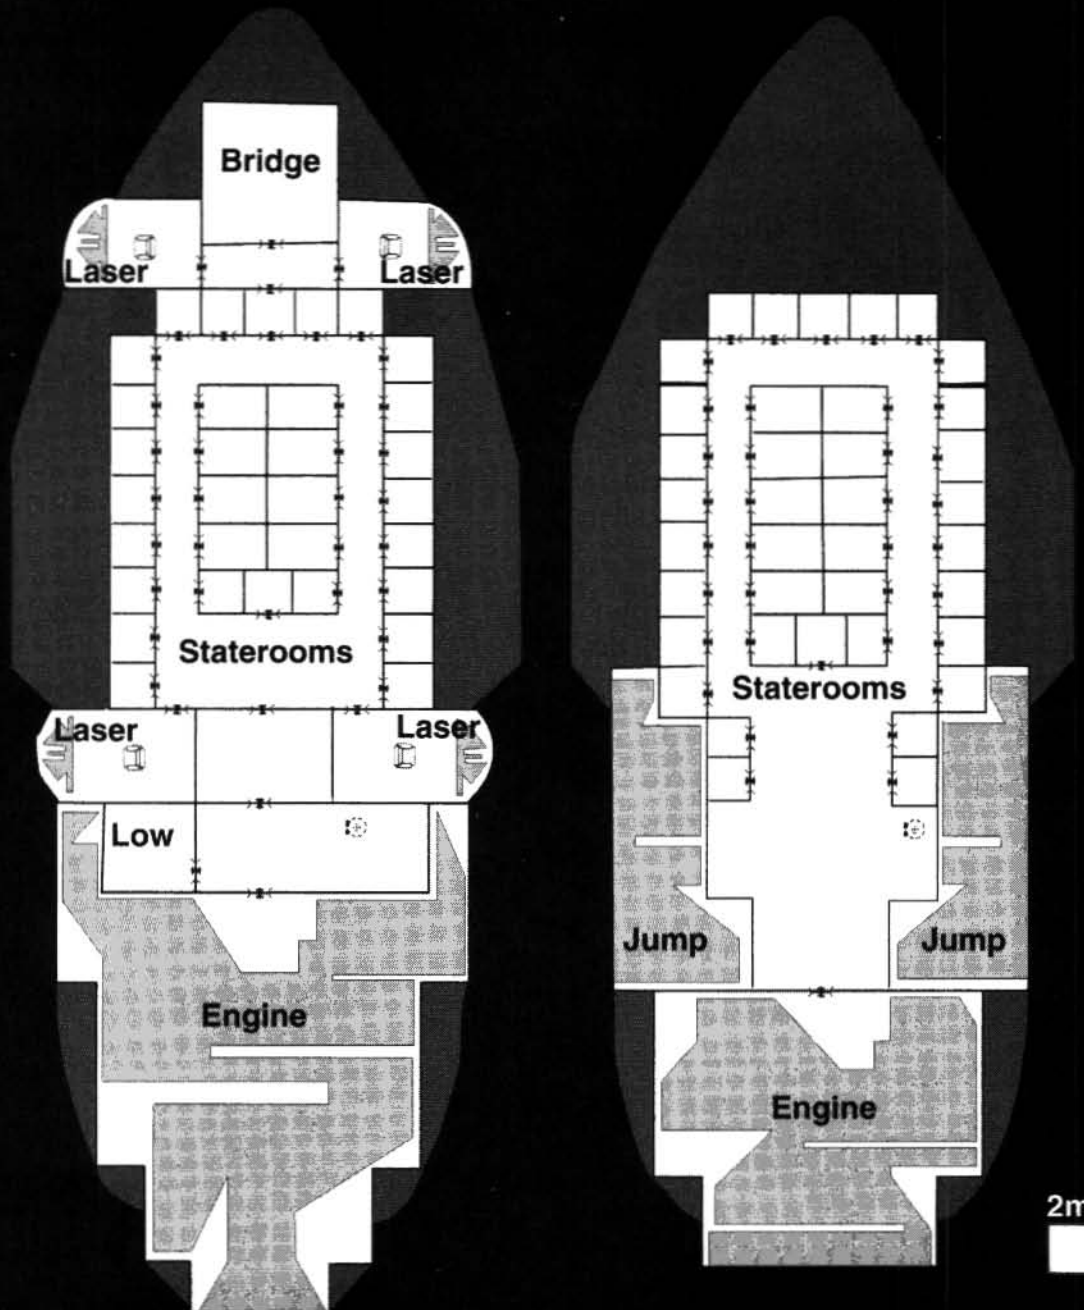 Bridge
Laser
Laser
Staterooms
Laser
Laser
Low
Engine
Staterooms
Jump
Jump
Engine
2m